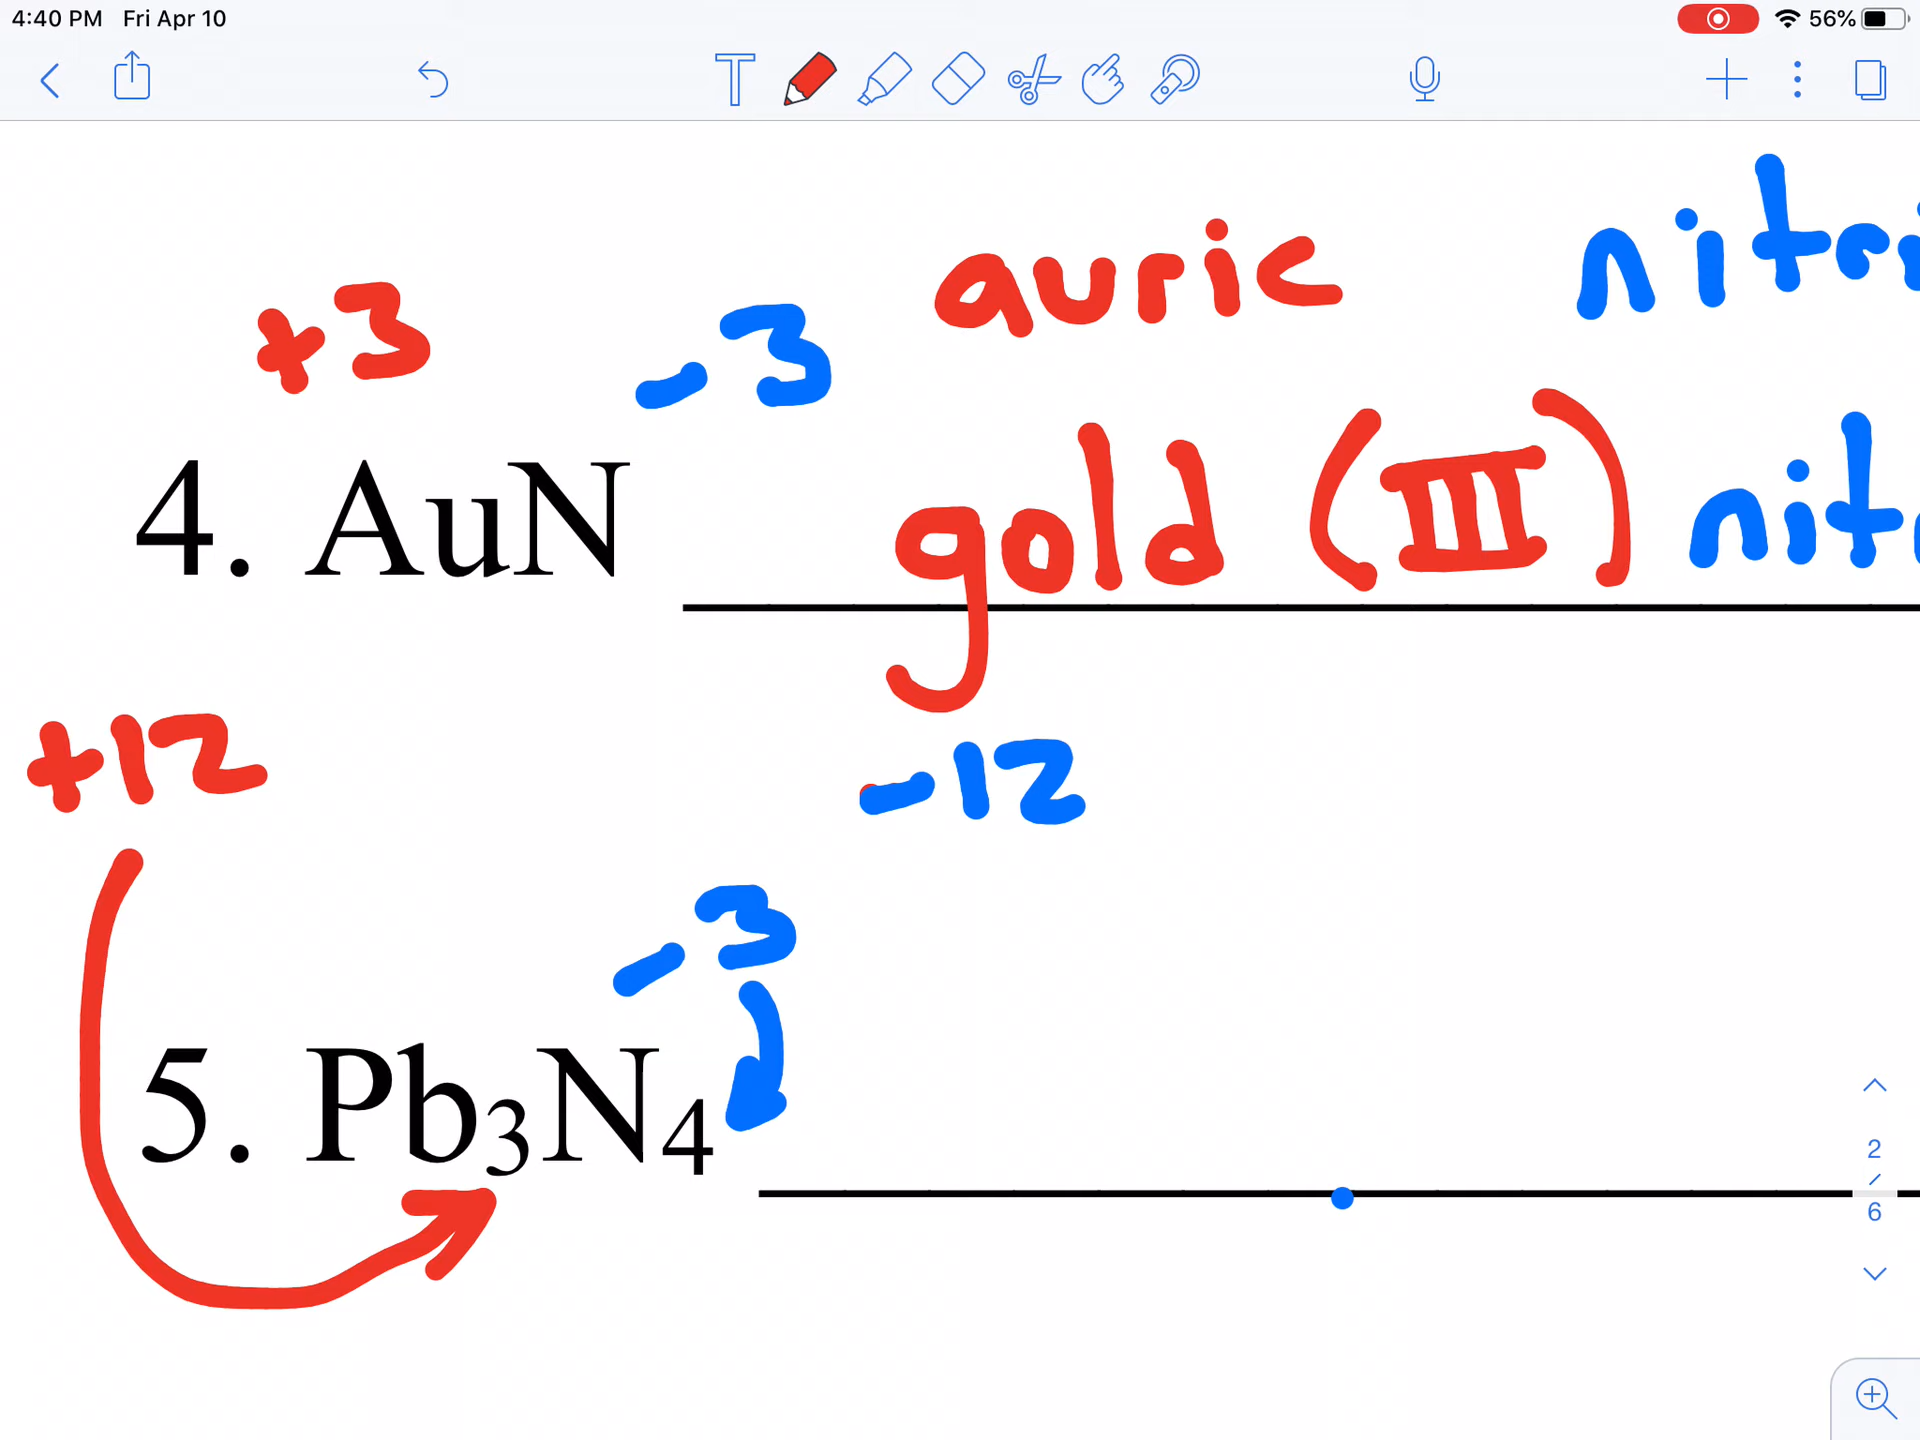 4:40 PM Fri Apr 10 56%
auric nitri
+3 -3
4. AuN gold (III) nit
+12 -12
-3
5. Pb₃N₄
2
/
6